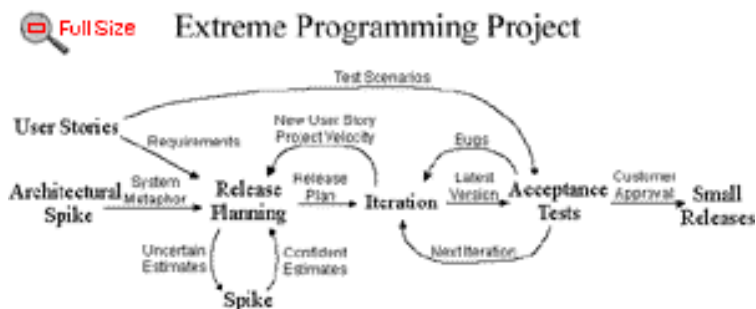 Full Size
Extreme Programming Project
Test Scenarios
User Stories
Requirements
New User Story
Project Velocity
Bugs
Architectural
Spike
System
Metaphor
Release
Planning
Release
Plan
Iteration
Latest
Version
Acceptance
Tests
Customer
Approval
Small
Releases
Uncertain
Estimates
Confident
Estimates
Next Iteration
Spike